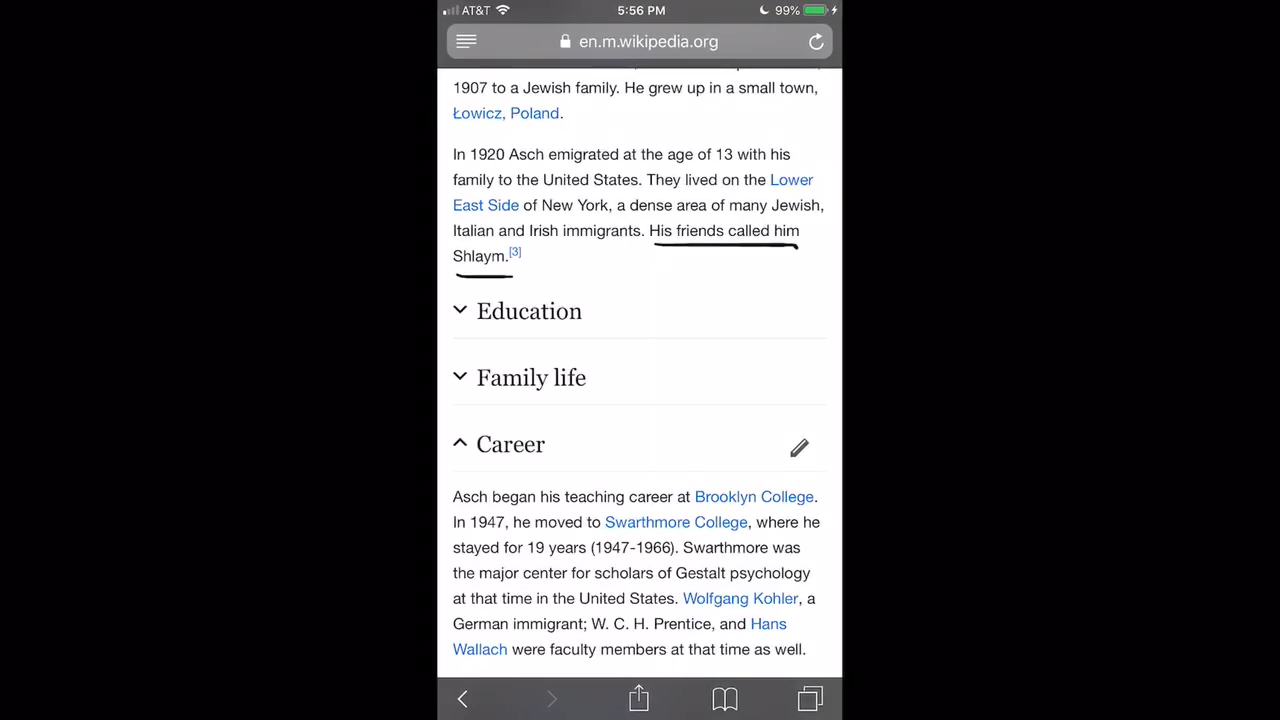 AT&T 5:56 PM 99%
en.m.wikipedia.org
1907 to a Jewish family. He grew up in a small town,
Łowicz, Poland.
In 1920 Asch emigrated at the age of 13 with his
family to the United States. They lived on the Lower
East Side of New York, a dense area of many Jewish,
Italian and Irish immigrants. His friends called him
Shlaym.[3]
Education
Family life
Career
Asch began his teaching career at Brooklyn College.
In 1947, he moved to Swarthmore College, where he
stayed for 19 years (1947-1966). Swarthmore was
the major center for scholars of Gestalt psychology
at that time in the United States. Wolfgang Kohler, a
German immigrant; W. C. H. Prentice, and Hans
Wallach were faculty members at that time as well.